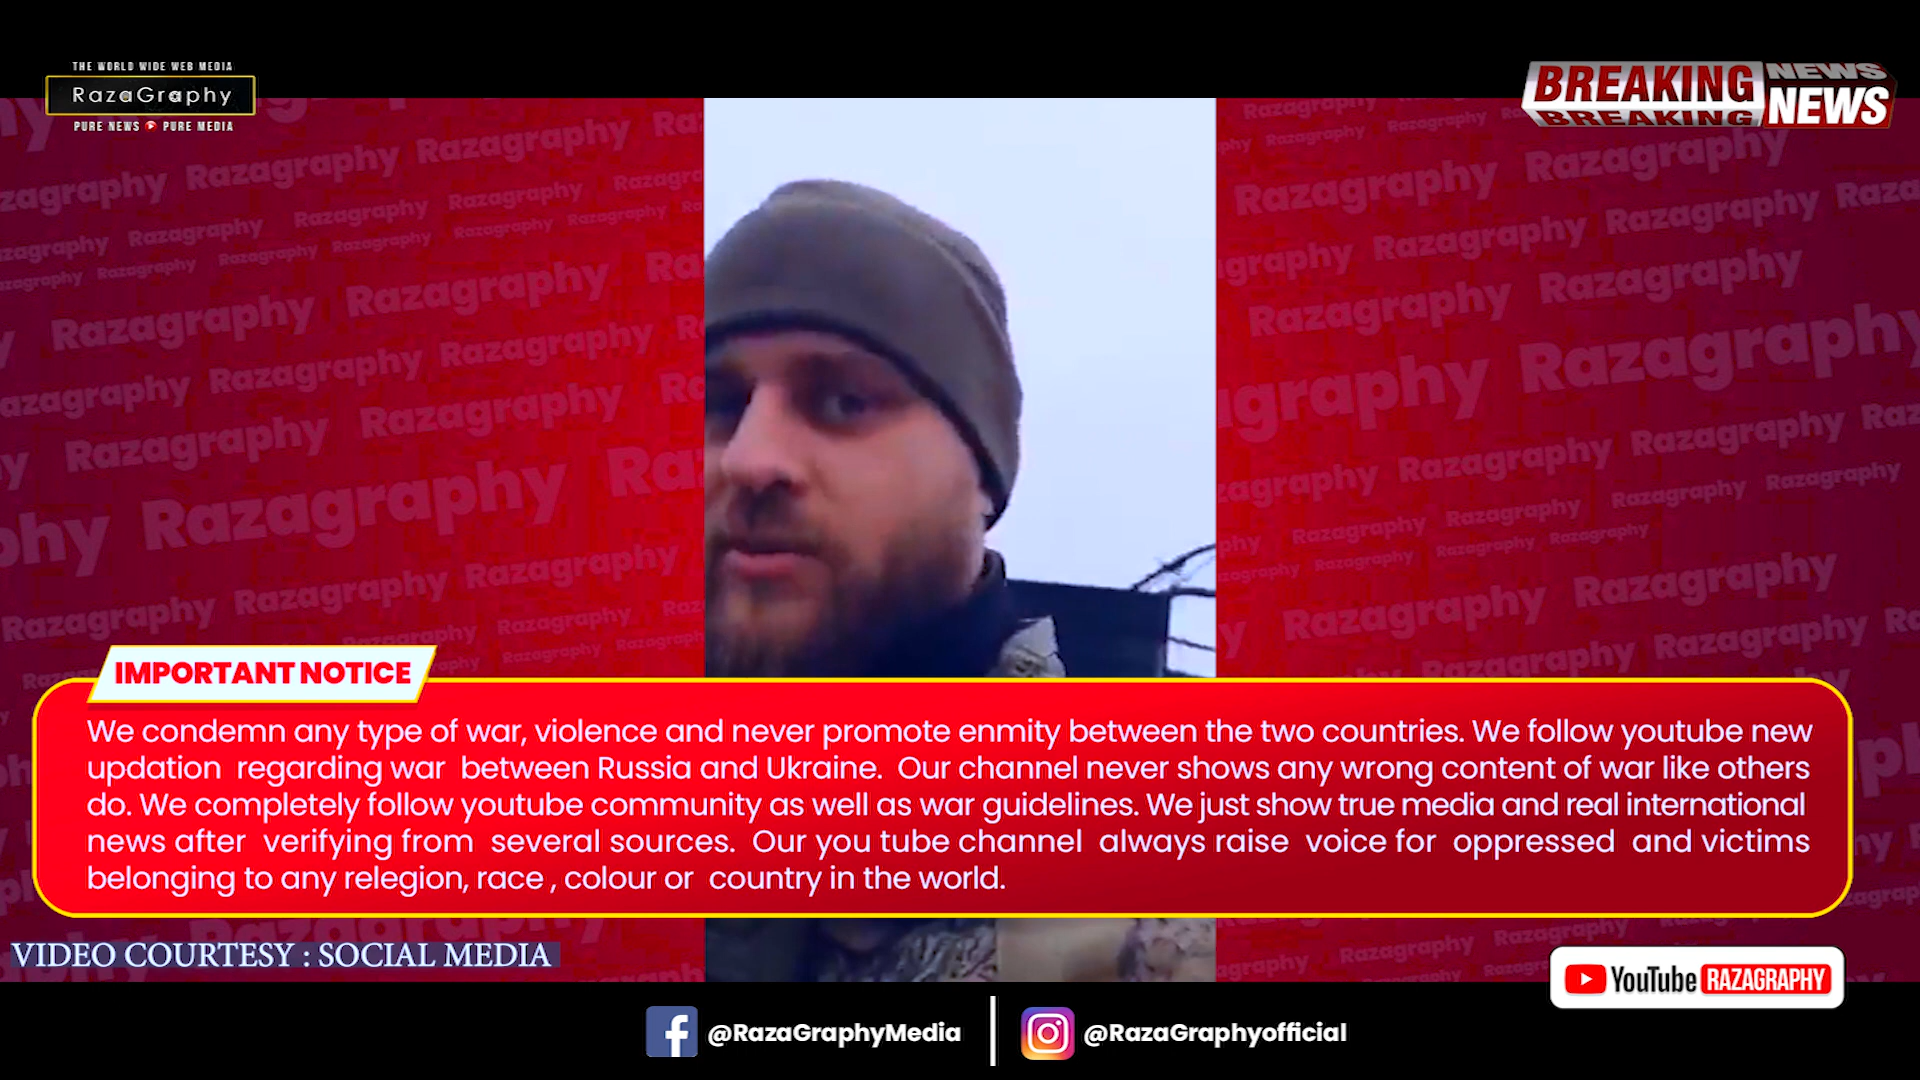 THE WORLD WIDE WEB MEDIA
RazaGraphy
PURE NEWS PURE MEDIA
BREAKING NEWS
NEWS
BREAKING
IMPORTANT NOTICE
We condemn any type of war, violence and never promote enmity between the two countries. We follow youtube new
updation regarding war between Russia and Ukraine. Our channel never shows any wrong content of war like others
do. We completely follow youtube community as well as war guidelines. We just show true media and real international
news after verifying from several sources. Our you tube channel always raise voice for oppressed and victims
belonging to any relegion, race , colour or country in the world.
VIDEO COURTESY : SOCIAL MEDIA
YouTube RAZAGRAPHY
@RazaGraphyMedia
@RazaGraphyofficial